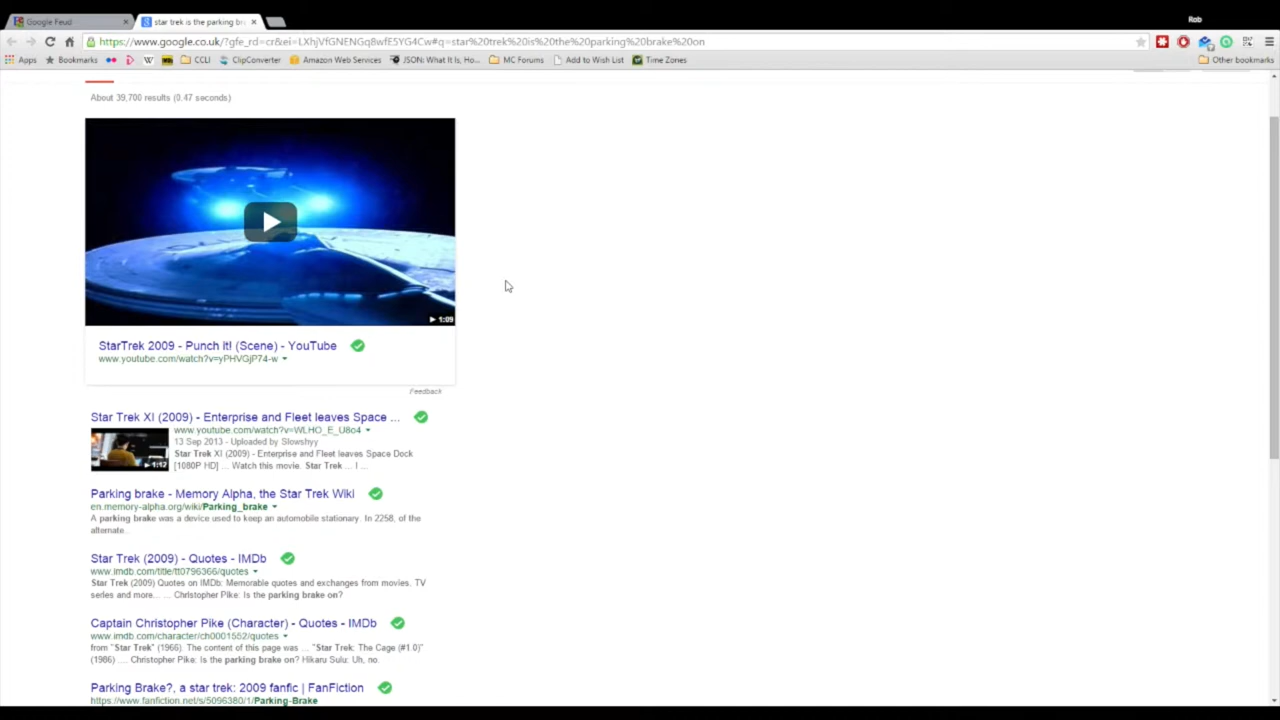 Rob
Google Feud
star trek is the parking br
https://www.google.co.uk/?gfe_rd=cr&ei=LXhjVfGNENGq8wfE5YG4Cw#q=star%20trek%20is%20the%20parking%20brake%20on
Apps Bookmarks CCLI ClipConverter Amazon Web Services JSON: What It Is, Ho... MC Forums Add to Wish List Time Zones Other bookmarks
About 39,700 results (0.47 seconds)
1:09
StarTrek 2009 - Punch it! (Scene) - YouTube
www.youtube.com/watch?v=yPHVGjP74-w
Feedback
Star Trek XI (2009) - Enterprise and Fleet leaves Space ...
www.youtube.com/watch?v=WLHO_E_U8o4
13 Sep 2013 - Uploaded by Slowshyy
Star Trek XI (2009) - Enterprise and Fleet leaves Space Dock
[1080P HD] ... Watch this movie. Star Trek ... I ...
1:12
Parking brake - Memory Alpha, the Star Trek Wiki
en.memory-alpha.org/wiki/Parking_brake
A parking brake was a device used to keep an automobile stationary. In 2258, of the
alternate...
Star Trek (2009) - Quotes - IMDb
www.imdb.com/title/tt0796366/quotes
Star Trek (2009) Quotes on IMDb: Memorable quotes and exchanges from movies. TV
series and more... ... Christopher Pike: Is the parking brake on?
Captain Christopher Pike (Character) - Quotes - IMDb
www.imdb.com/character/ch0001552/quotes
from "Star Trek" (1966). The content of this page was ... "Star Trek: The Cage (#1.0)"
(1986) .... Christopher Pike: Is the parking brake on? Hikaru Sulu: Uh, no.
Parking Brake?, a star trek: 2009 fanfic | FanFiction
https://www.fanfiction.net/s/5096380/1/Parking-Brake